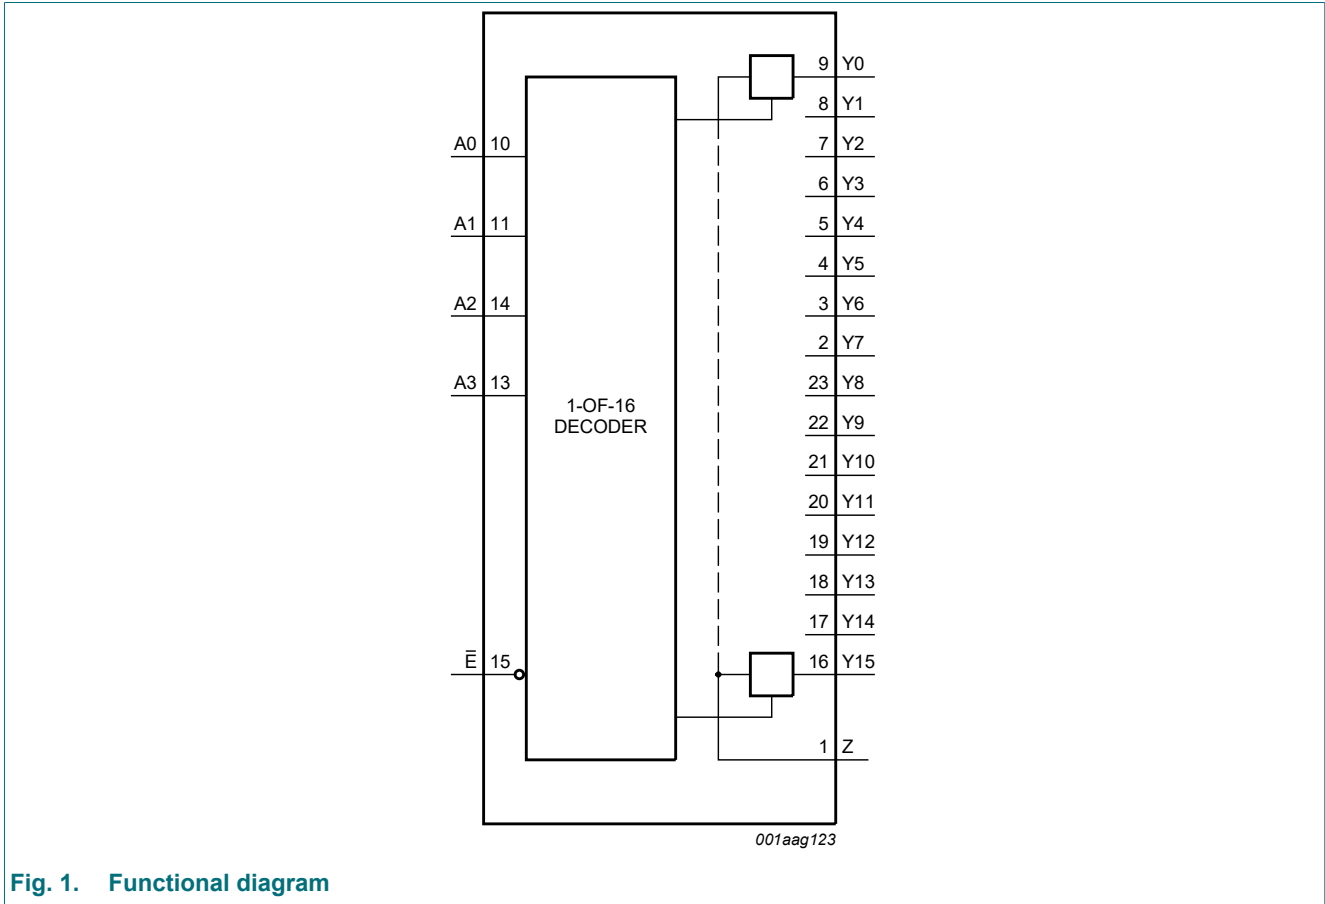 9 Y0
8 Y1
A0 10
7 Y2
6 Y3
A1 11
5 Y4
4 Y5
A2 14
3 Y6
2 Y7
A3 13
23 Y8
1-OF-16
DECODER
22 Y9
21 Y10
20 Y11
19 Y12
18 Y13
17 Y14
E̅ 15
16 Y15
1 Z
001aag123
Fig. 1. Functional diagram